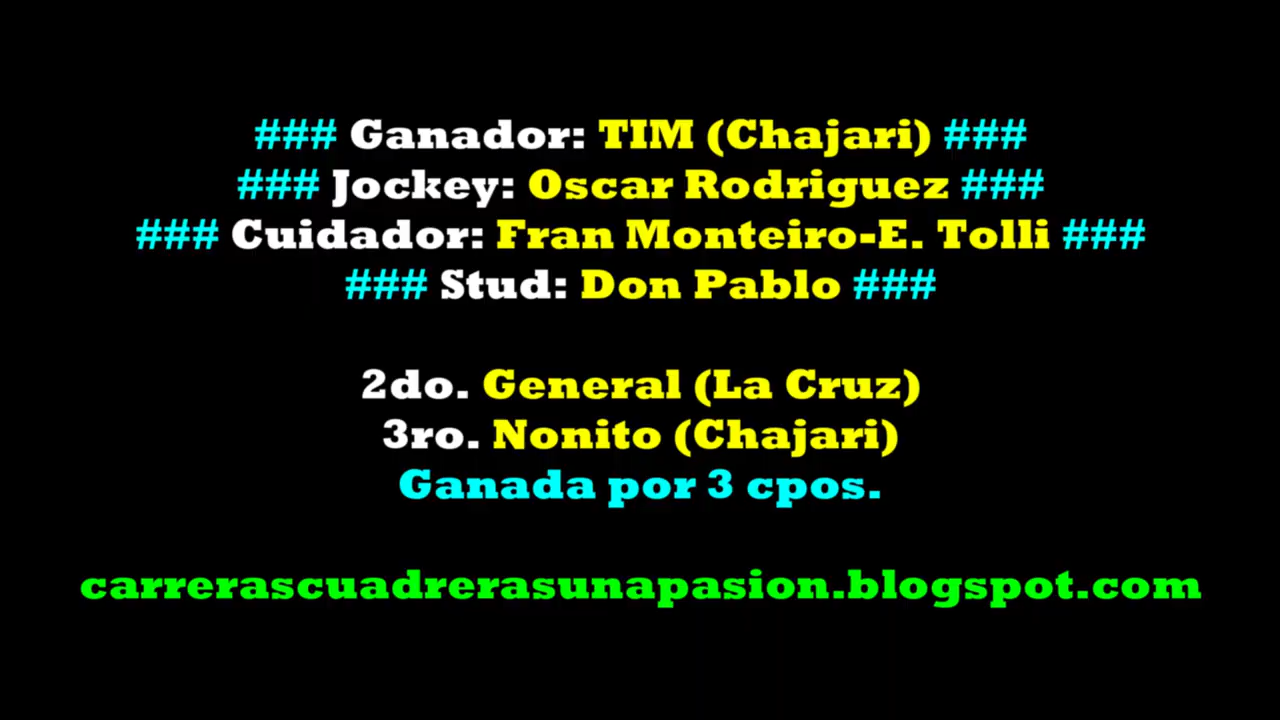 ### Ganador: TIM (Chajari) ###
### Jockey: Oscar Rodriguez ###
### Cuidador: Fran Monteiro-E. Tolli ###
### Stud: Don Pablo ###
2do. General (La Cruz)
3ro. Nonito (Chajari)
Ganada por 3 cpos.
carrerascuadrerasunapasion.blogspot.com